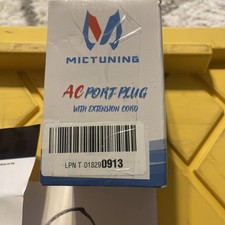 MICTUNING
AC PORT PLUG
WITH EXTENSION CORD
LPN T 018290913